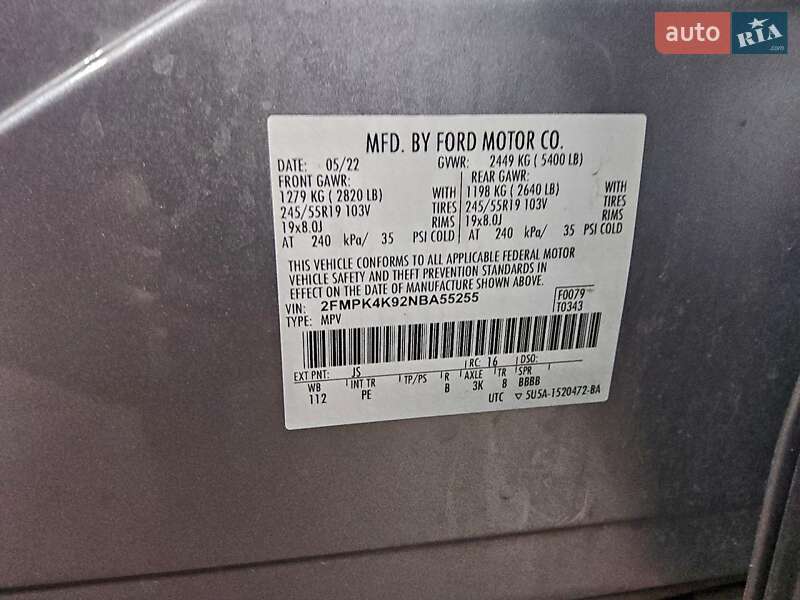 auto RIA .com
MFD. BY FORD MOTOR CO.
DATE: 05/22 GVWR: 2449 KG ( 5400 LB)
FRONT GAWR: REAR GAWR:
1279 KG ( 2820 LB) WITH 1198 KG ( 2640 LB) WITH
245/55R19 103V TIRES 245/55R19 103V TIRES
19x8.0J RIMS 19x8.0J RIMS
AT 240 kPa/ 35 PSI COLD AT 240 kPa/ 35 PSI COLD
THIS VEHICLE CONFORMS TO ALL APPLICABLE FEDERAL MOTOR
VEHICLE SAFETY AND THEFT PREVENTION STANDARDS IN
EFFECT ON THE DATE OF MANUFACTURE SHOWN ABOVE.
VIN: 2FMPK4K92NBA55255 F0079
TYPE: MPV T0343
EXT PNT: JS RC: 16 DSO:
WB INT TR TP/PS R AXLE TR SPR
112 PE B 3K B BBBB
UTC ▽ 5U5A-1520472-BA